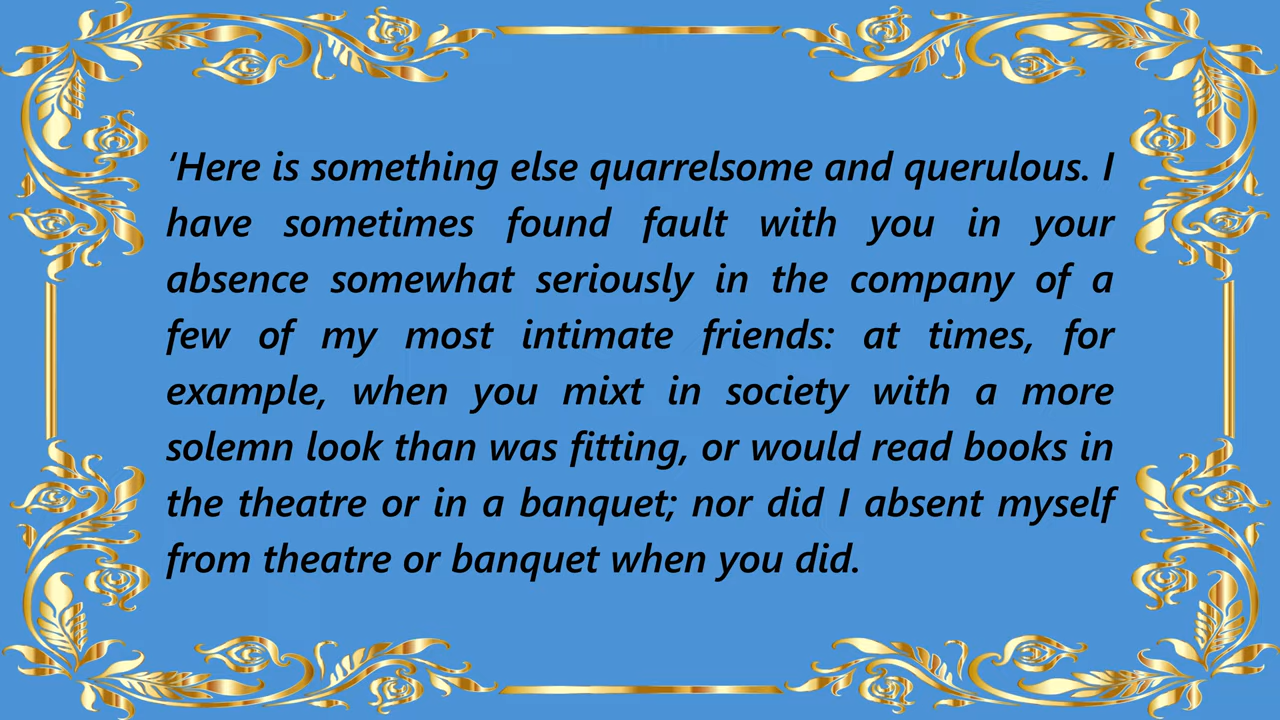 ‘Here is something else quarrelsome and querulous. I
have sometimes found fault with you in your
absence somewhat seriously in the company of a
few of my most intimate friends: at times, for
example, when you mixt in society with a more
solemn look than was fitting, or would read books in
the theatre or in a banquet; nor did I absent myself
from theatre or banquet when you did.